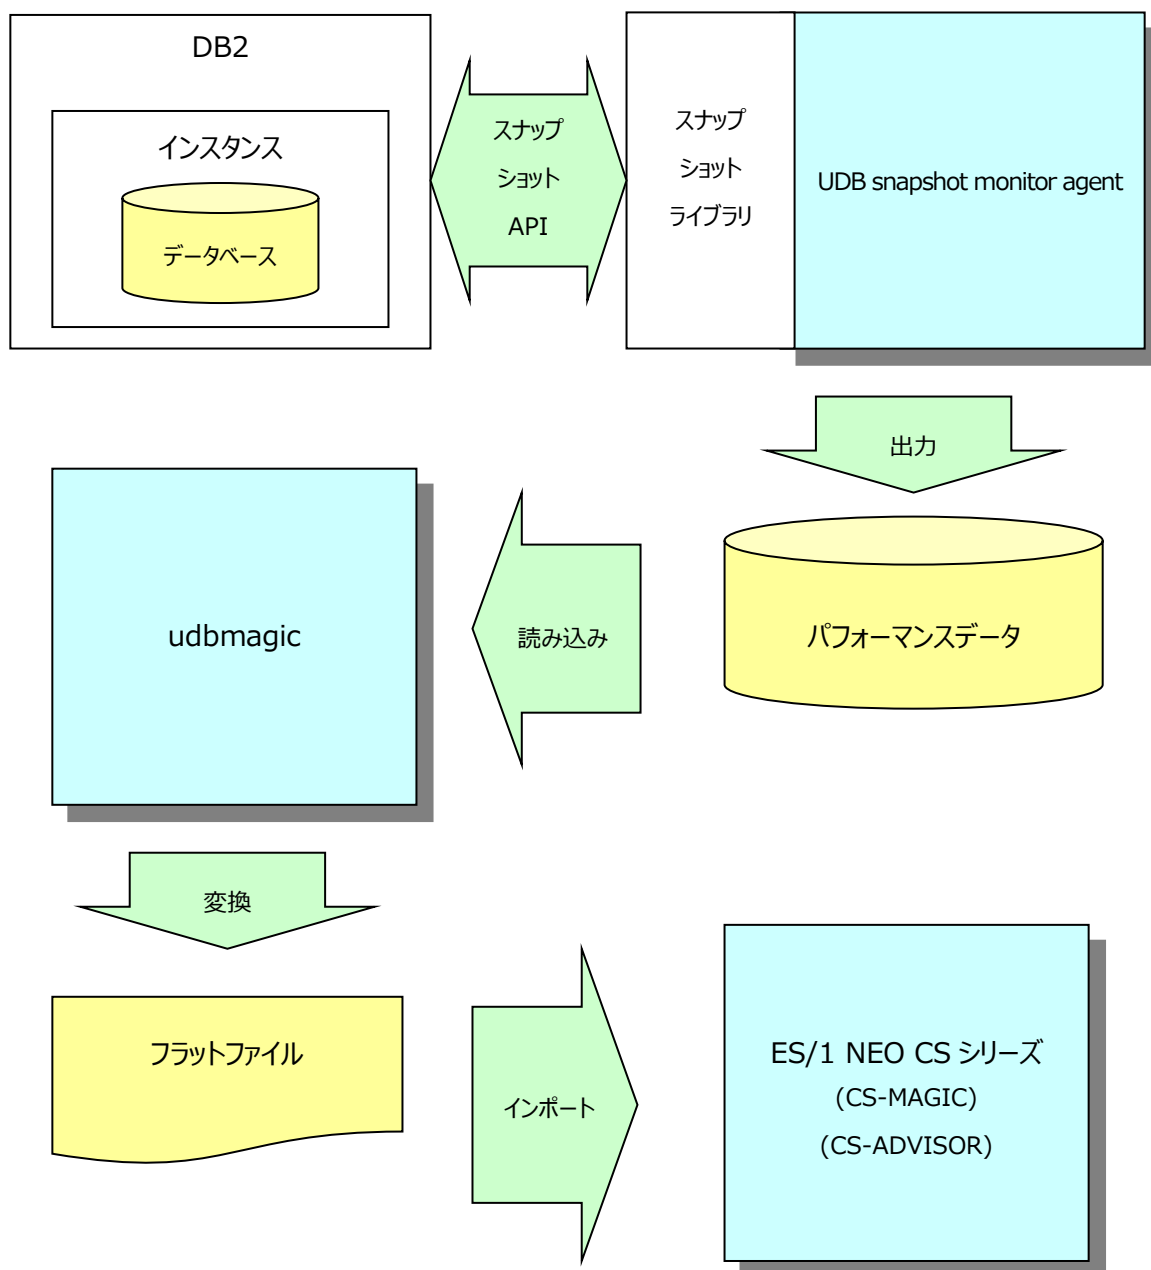 DB2
インスタンス
データベース
スナップ
ショット
API
スナップ
ショット
ライブラリ
UDB snapshot monitor agent
出力
パフォーマンスデータ
読み込み
udbmagic
変換
フラットファイル
インポート
ES/1 NEO CS シリーズ
(CS-MAGIC)
(CS-ADVISOR)